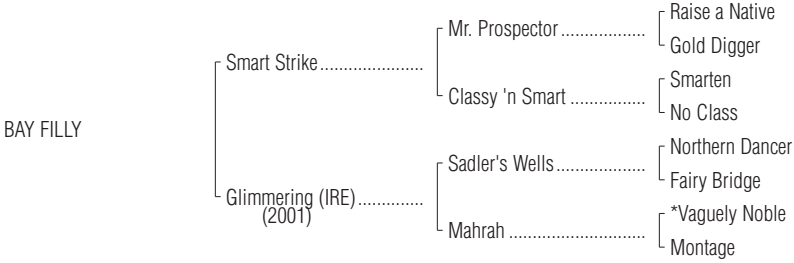 Raise a Native
Mr. Prospector..................
Gold Digger
Smart Strike......................
Smarten
Classy 'n Smart ................
No Class
BAY FILLY
Northern Dancer
Sadler's Wells...................
Fairy Bridge
Glimmering (IRE)..............
(2001)
*Vaguely Noble
Mahrah .............................
Montage